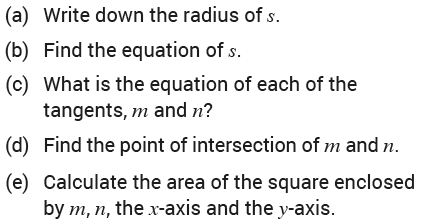 (a) Write down the radius of s.
(b) Find the equation of s.
(c) What is the equation of each of the
tangents, m and n?
(d) Find the point of intersection of m and n.
(e) Calculate the area of the square enclosed
by m, n, the x-axis and the y-axis.